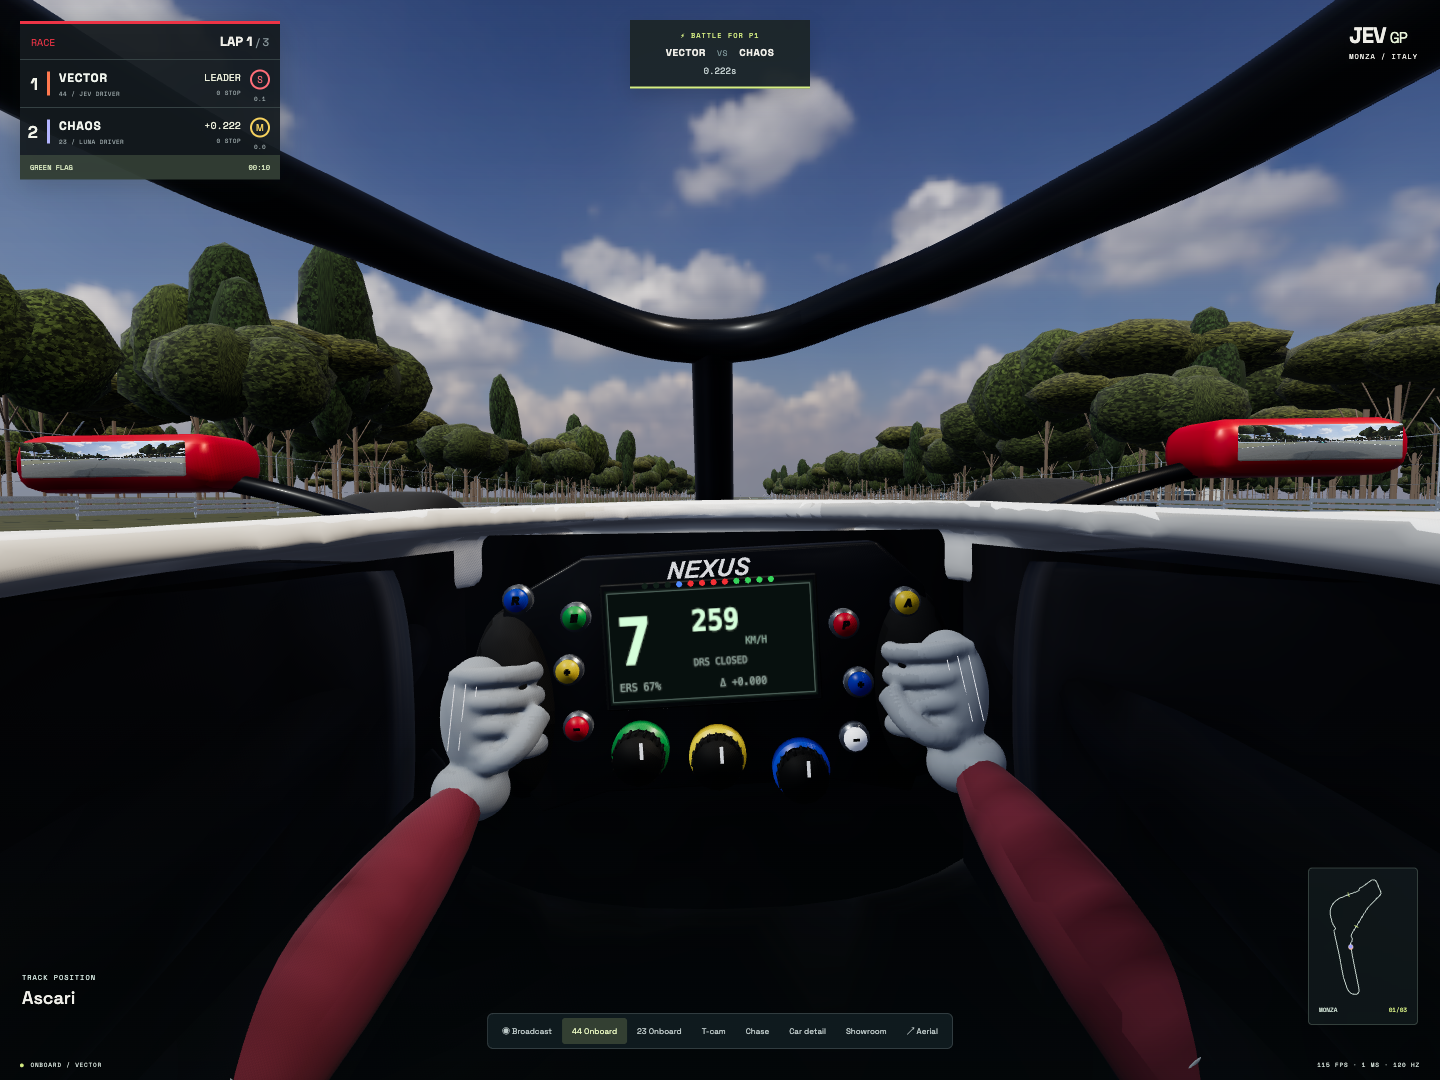 RACE
LAP 1 / 3
1
VECTOR
44 / JEV DRIVER
LEADER
0 STOP
S
0.1
2
CHAOS
23 / LUNA DRIVER
+0.222
0 STOP
M
0.0
GREEN FLAG
00:10
⚡ BATTLE FOR P1
VECTOR VS CHAOS
0.222s
JEV GP
MONZA / ITALY
NEXUS
7
259
KM/H
DRS CLOSED
ERS 67%
Δ +0.000
A
TRACK POSITION
Ascari
ONBOARD / VECTOR
Broadcast
44 Onboard
23 Onboard
T-cam
Chase
Car detail
Showroom
Aerial
MONZA
01/03
115 FPS · 1 MS · 120 HZ